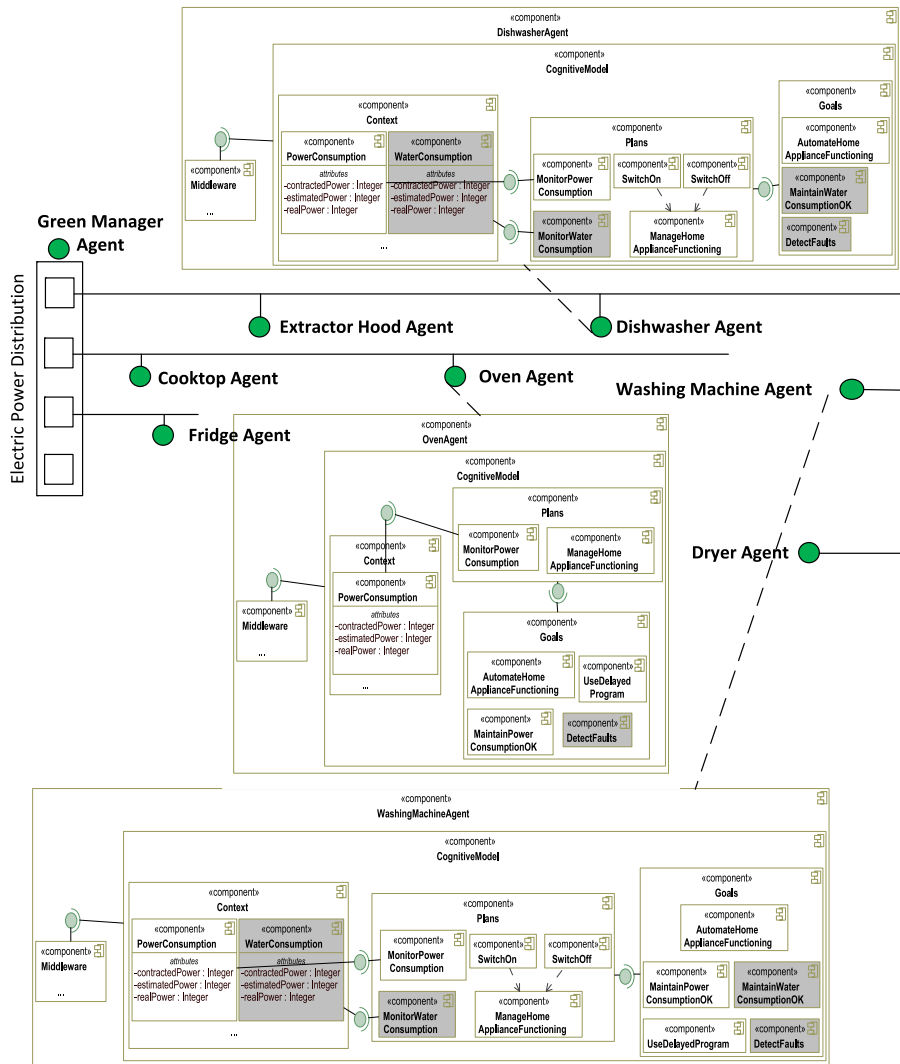 «component»
DishwasherAgent
«component»
CognitiveModel
«component»
Context
«component»
PowerConsumption
attributes
-contractedPower : Integer
-estimatedPower : Integer
-realPower : Integer
«component»
WaterConsumption
attributes
-contractedPower : Integer
-estimatedPower : Integer
-realPower : Integer
...
«component»
Middleware
...
«component»
Plans
«component»
MonitorPower
Consumption
«component»
SwitchOn
«component»
SwitchOff
«component»
MonitorWater
Consumption
«component»
ManageHome
ApplianceFunctioning
«component»
Goals
«component»
AutomateHome
ApplianceFunctioning
«component»
MaintainWater
ConsumptionOK
«component»
DetectFaults
Green Manager
Agent
Electric Power Distribution
Extractor Hood Agent
Dishwasher Agent
Cooktop Agent
Oven Agent
Washing Machine Agent
Fridge Agent
Dryer Agent
«component»
OvenAgent
«component»
CognitiveModel
«component»
Plans
«component»
MonitorPower
Consumption
«component»
ManageHome
ApplianceFunctioning
«component»
Context
«component»
PowerConsumption
attributes
-contractedPower : Integer
-estimatedPower : Integer
-realPower : Integer
...
«component»
Middleware
...
«component»
Goals
«component»
AutomateHome
ApplianceFunctioning
«component»
UseDelayed
Program
«component»
MaintainPower
ConsumptionOK
«component»
DetectFaults
«component»
WashingMachineAgent
«component»
CognitiveModel
«component»
Context
«component»
PowerConsumption
attributes
-contractedPower : Integer
-estimatedPower : Integer
-realPower : Integer
«component»
WaterConsumption
attributes
-contractedPower : Integer
-estimatedPower : Integer
-realPower : Integer
...
«component»
Middleware
...
«component»
Plans
«component»
MonitorPower
Consumption
«component»
SwitchOn
«component»
SwitchOff
«component»
MonitorWater
Consumption
«component»
ManageHome
ApplianceFunctioning
«component»
Goals
«component»
AutomateHome
ApplianceFunctioning
«component»
MaintainPower
ConsumptionOK
«component»
MaintainWater
ConsumptionOK
«component»
UseDelayedProgram
«component»
DetectFaults